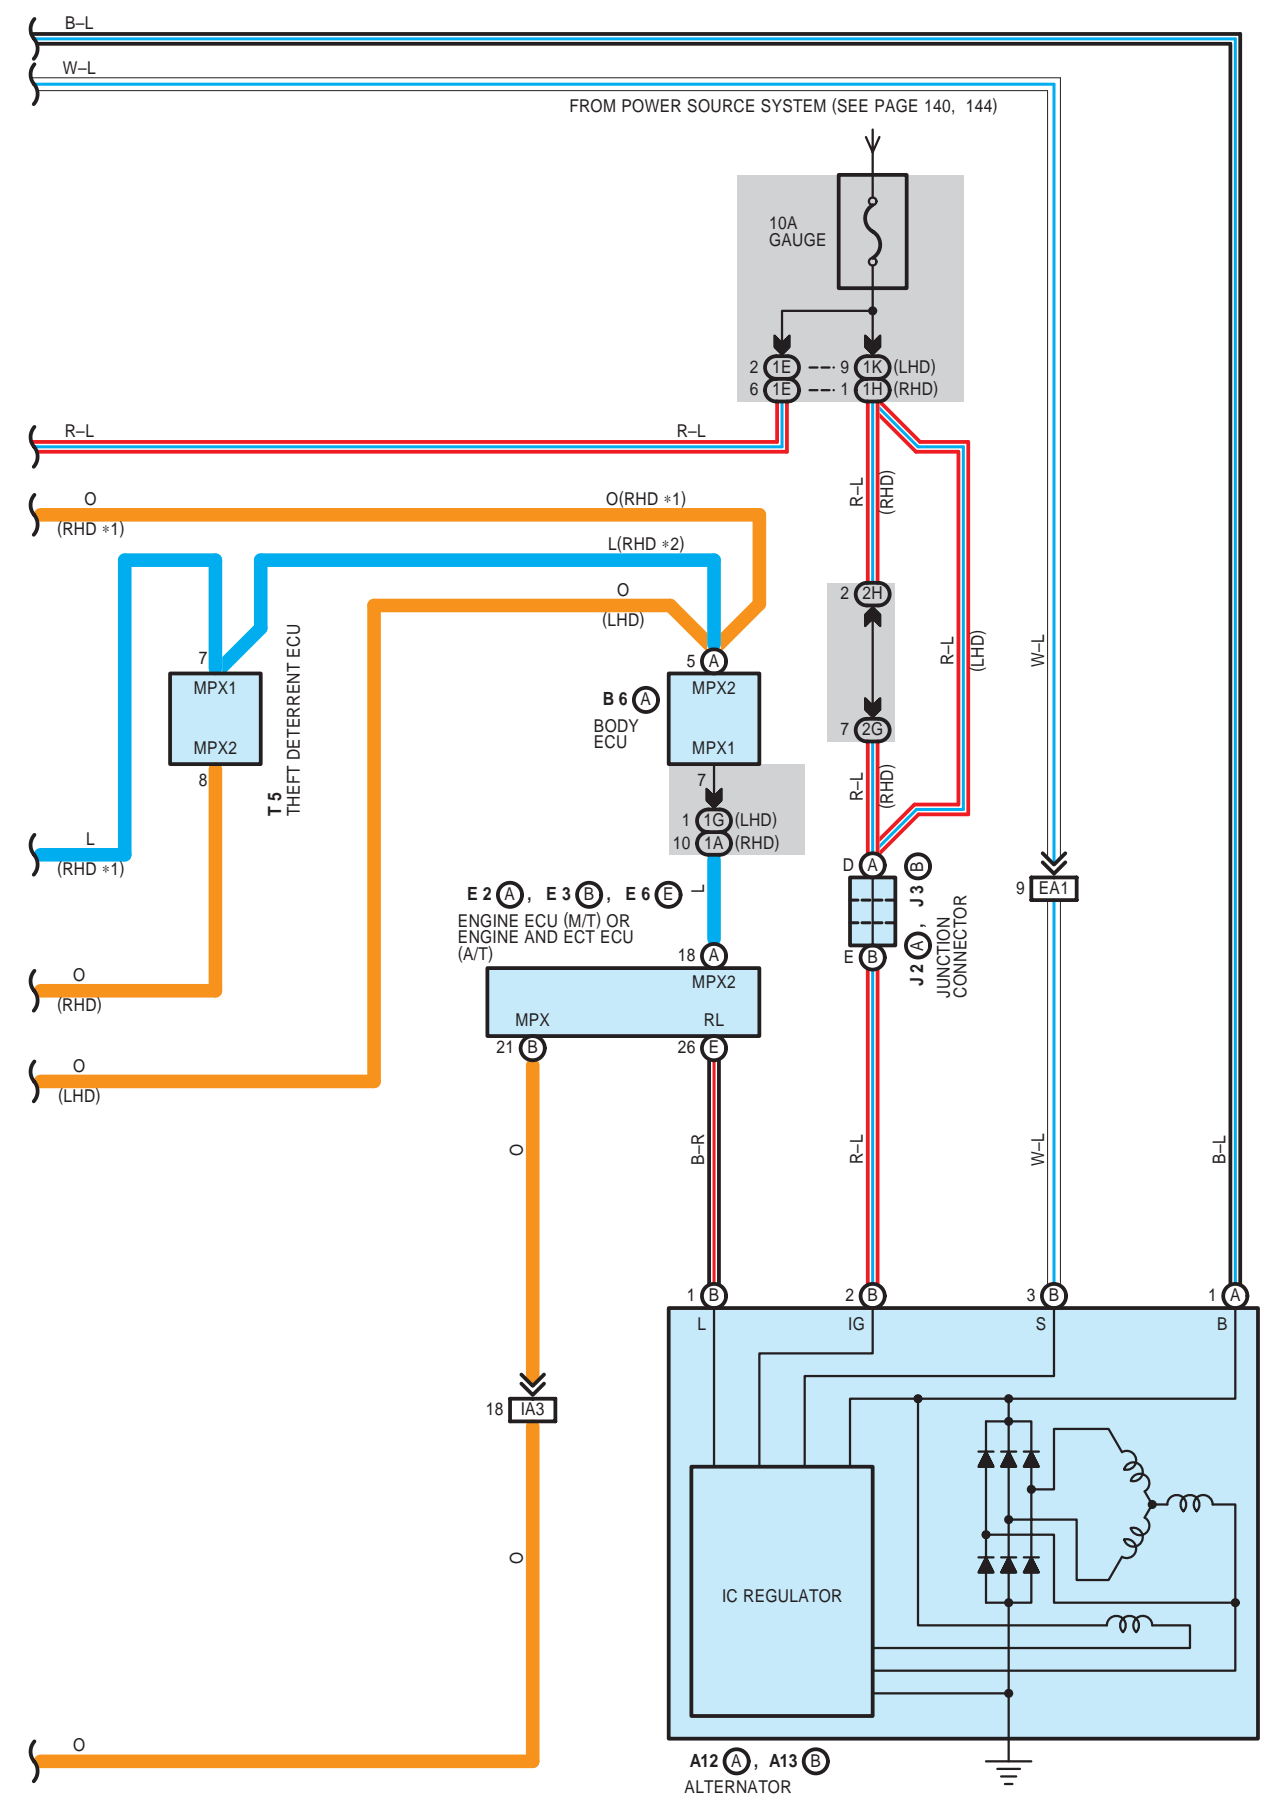 B–L
W–L
FROM POWER SOURCE SYSTEM (SEE PAGE 140, 144)
10A
GAUGE
2 1E 9 1K (LHD)
6 1E 1 1H (RHD)
R–L
R–L
O
(RHD *1)
O(RHD *1)
R–L
(RHD)
L(RHD *2)
O
(LHD)
2 2H
R–L
(LHD)
W–L
7
MPX1
MPX2
8
T 5
THEFT DETERRENT ECU
5 A
MPX2
B 6 A
BODY
ECU
MPX1
7
7 2G
R–L
(RHD)
1 1G (LHD)
10 1A (RHD)
L
(RHD *1)
L
D A
E B
J 2 A , J 3 B
JUNCTION
CONNECTOR
9 EA1
E 2 A , E 3 B , E 6 E
ENGINE ECU (M/T) OR
ENGINE AND ECT ECU
(A/T)
18 A
MPX2
MPX
RL
21 B
26 E
O
(RHD)
O
(LHD)
O
B–R
R–L
W–L
B–L
1 B
2 B
3 B
1 A
L
IG
S
B
18 IA3
O
IC REGULATOR
O
A12 A , A13 B
ALTERNATOR